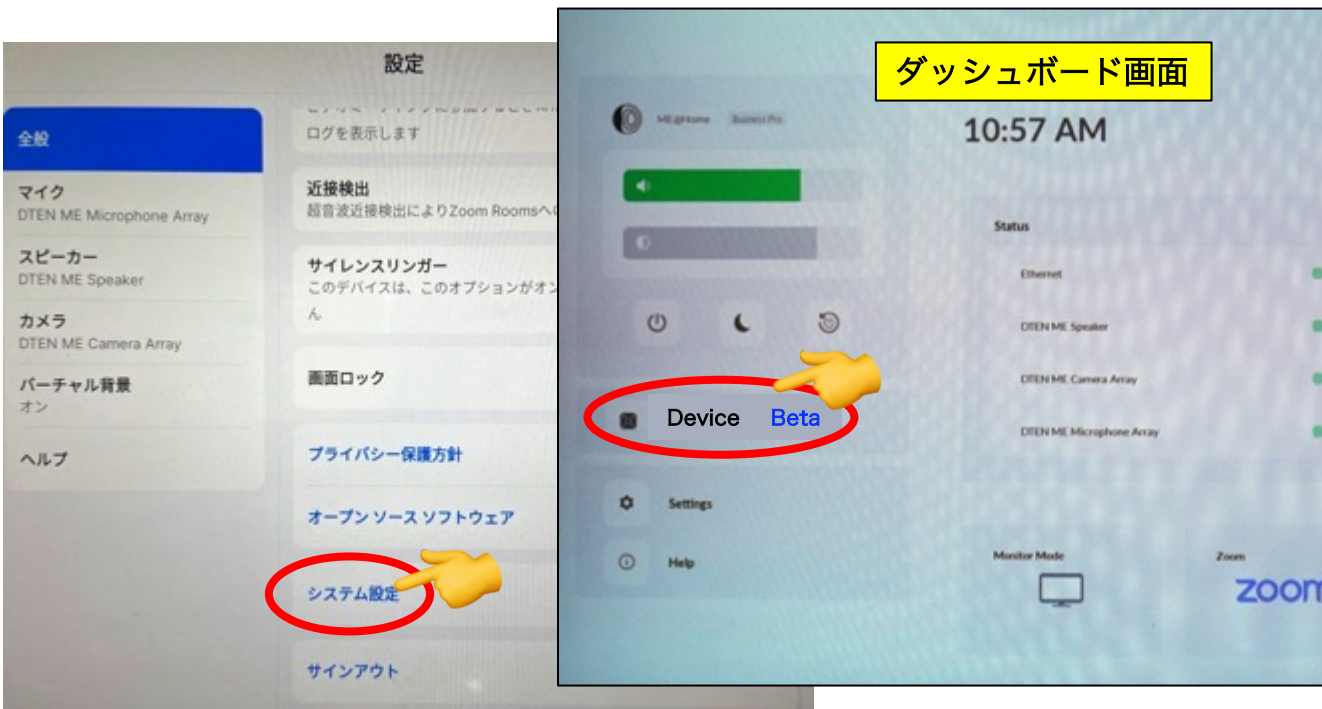 設定
全般
マイク
DTEN ME Microphone Array
スピーカー
DTEN ME Speaker
カメラ
DTEN ME Camera Array
バーチャル背景
オン
ヘルプ
ログを表示します
近接検出
超音波近接検出によりZoom Roomsへの
サイレンスリンガー
このデバイスは、このオプションがオン
ん
画面ロック
プライバシー保護方針
オープン ソース ソフトウェア
システム設定
サインアウト
ダッシュボード画面
ME@Home Business Pro
10:57 AM
Device Beta
Settings
Help
Status
Ethernet
DTEN ME Speaker
DTEN ME Camera Array
DTEN ME Microphone Array
Monitor Mode
Zoom
zoom